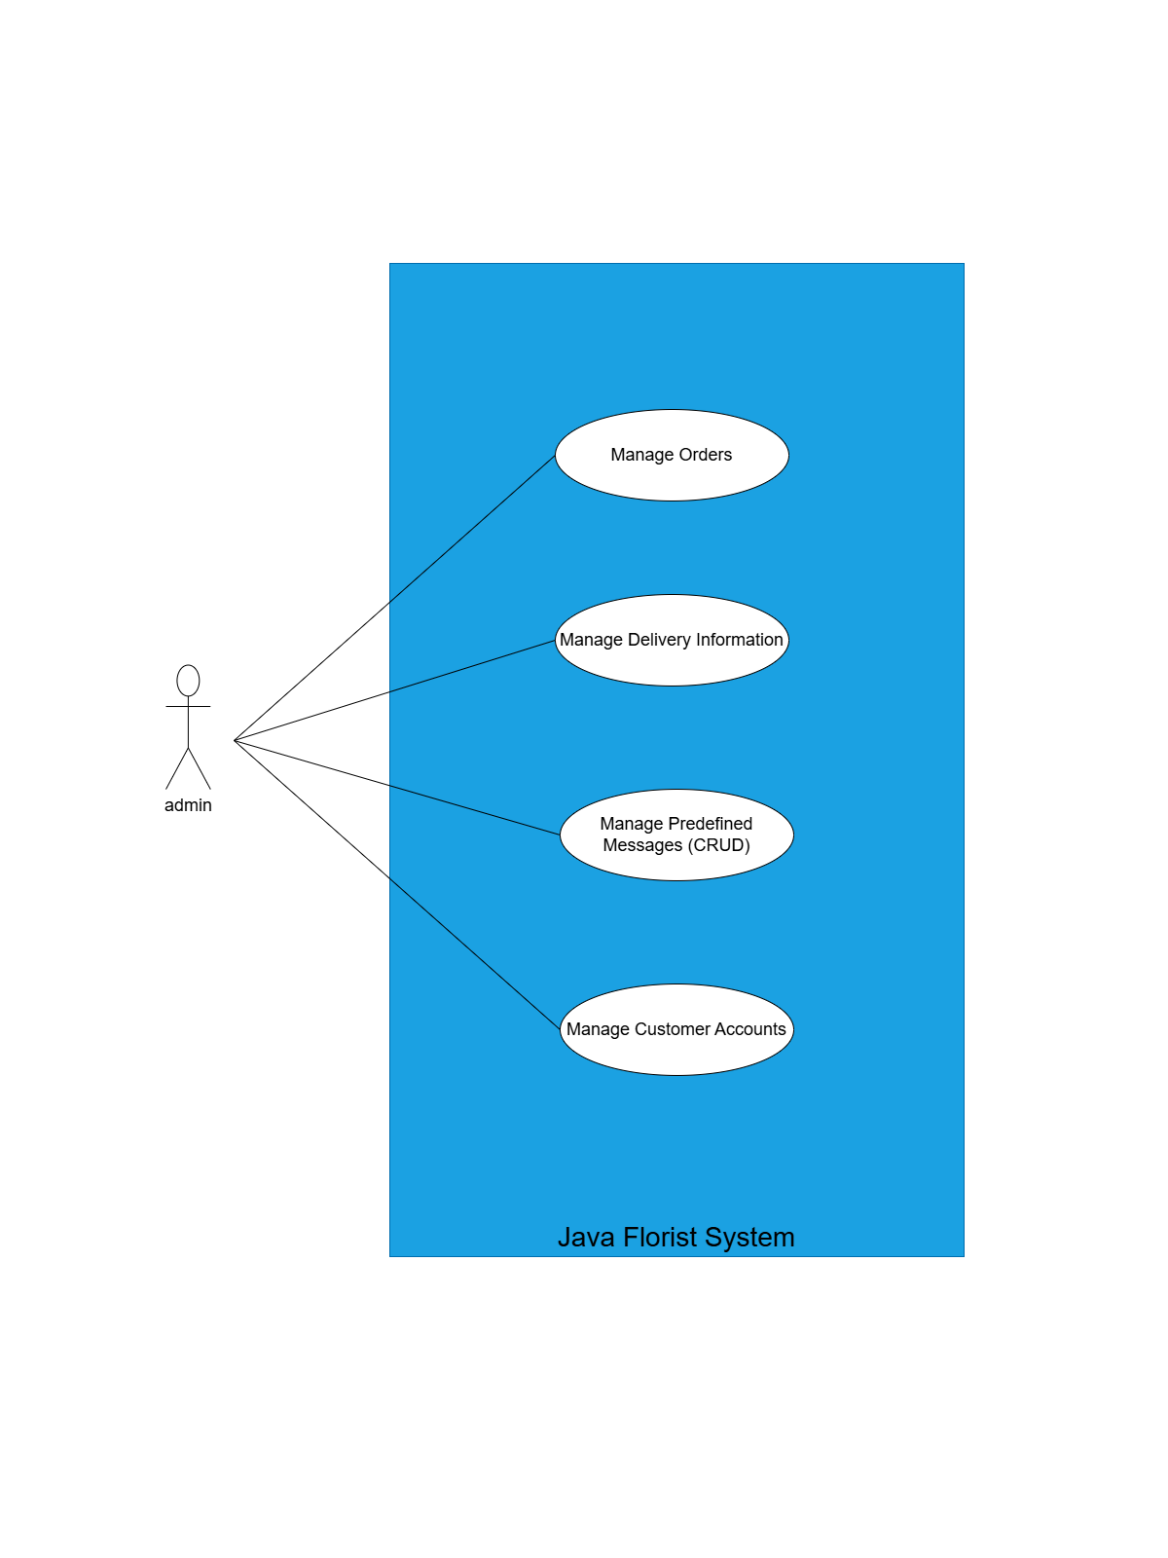 Manage Orders
Manage Delivery Information
admin
Manage Predefined
Messages (CRUD)
Manage Customer Accounts
Java Florist System